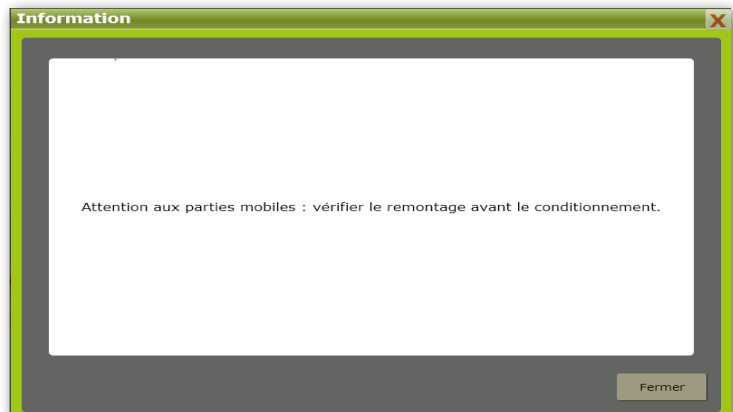 Information
Attention aux parties mobiles : vérifier le remontage avant le conditionnement.
Fermer